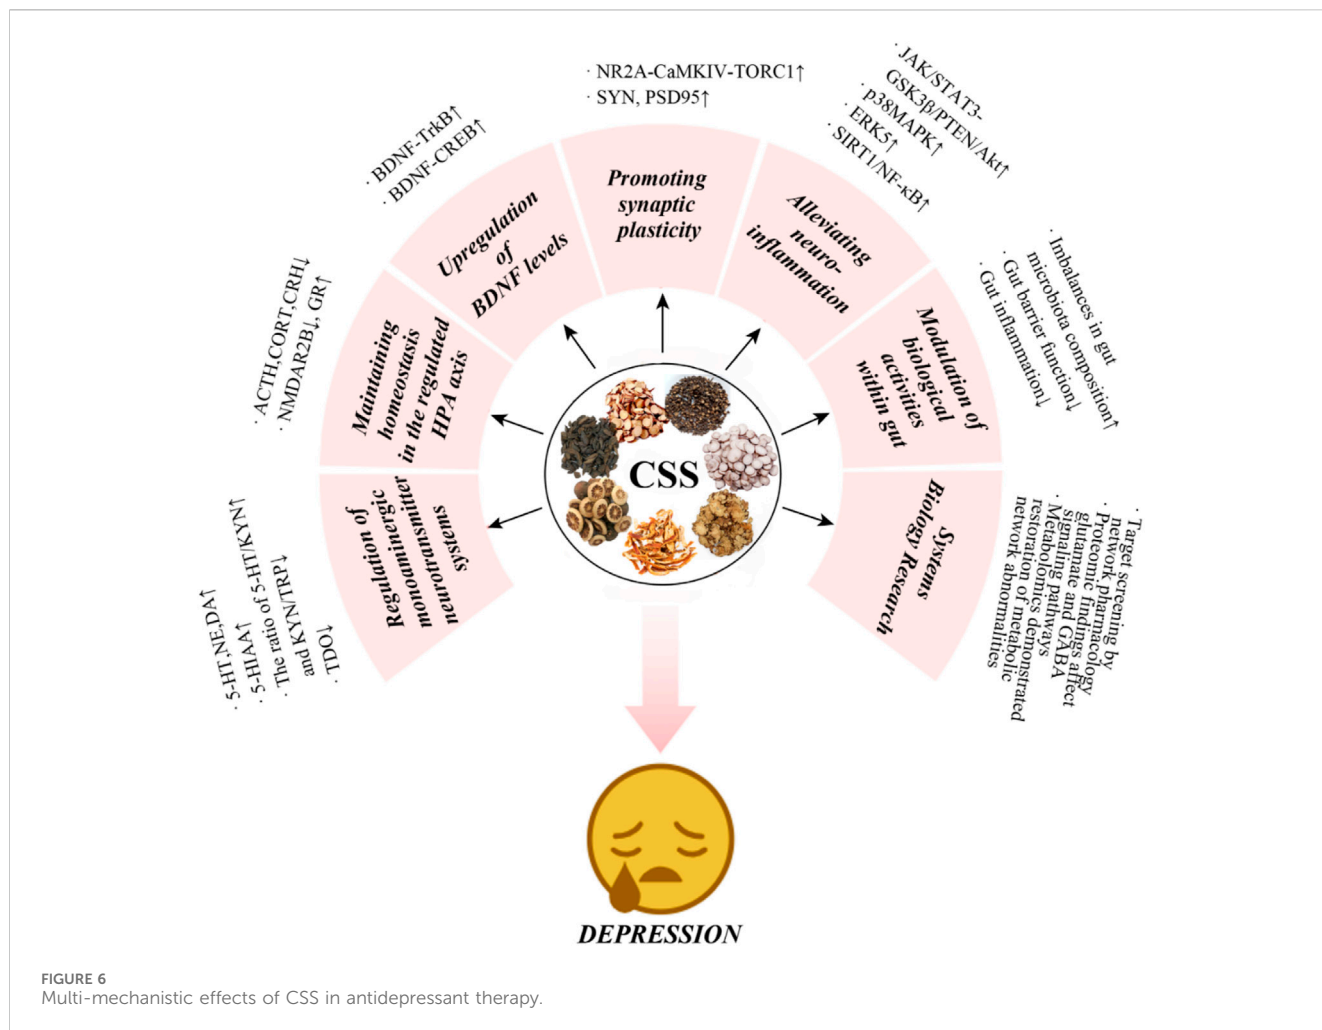 · NR2A-CaMKIV-TORC1↑
· SYN, PSD95↑
· JAK/STAT3-
GSK3β/PTEN/Akt↑
· p38MAPK↑
· ERK5↑
· SIRT1/NF-κB↑
· BDNF-TrkB↑
· BDNF-CREB↑
Promoting
synaptic
plasticity
Alleviating
neuro-
inflammation
Upregulation
of
BDNF levels
· ACTH,CORT,CRH↓
· NMDAR2B↓, GR↑
Maintaining
homeostasis
in the regulated
HPA axis
Modulation of
biological
activities
within gut
· Imbalances in gut
microbiota composition↑
· Gut barrier function↓
· Gut inflammation↓
CSS
Regulation of
monoaminergic
neurotransmitter
systems
· 5-HT,NE,DA↑
· 5-HIAA↑
· The ratio of 5-HT/KYN↑
and KYN/TRP↓
· TDO↓
Systems
Biology Research
· Target screening by
network pharmacology
· Proteomic findings affect
glutamate and GABA
signaling pathways
· Metabolomics demonstrated
restoration of metabolic
network abnormalities
DEPRESSION
FIGURE 6
Multi-mechanistic effects of CSS in antidepressant therapy.